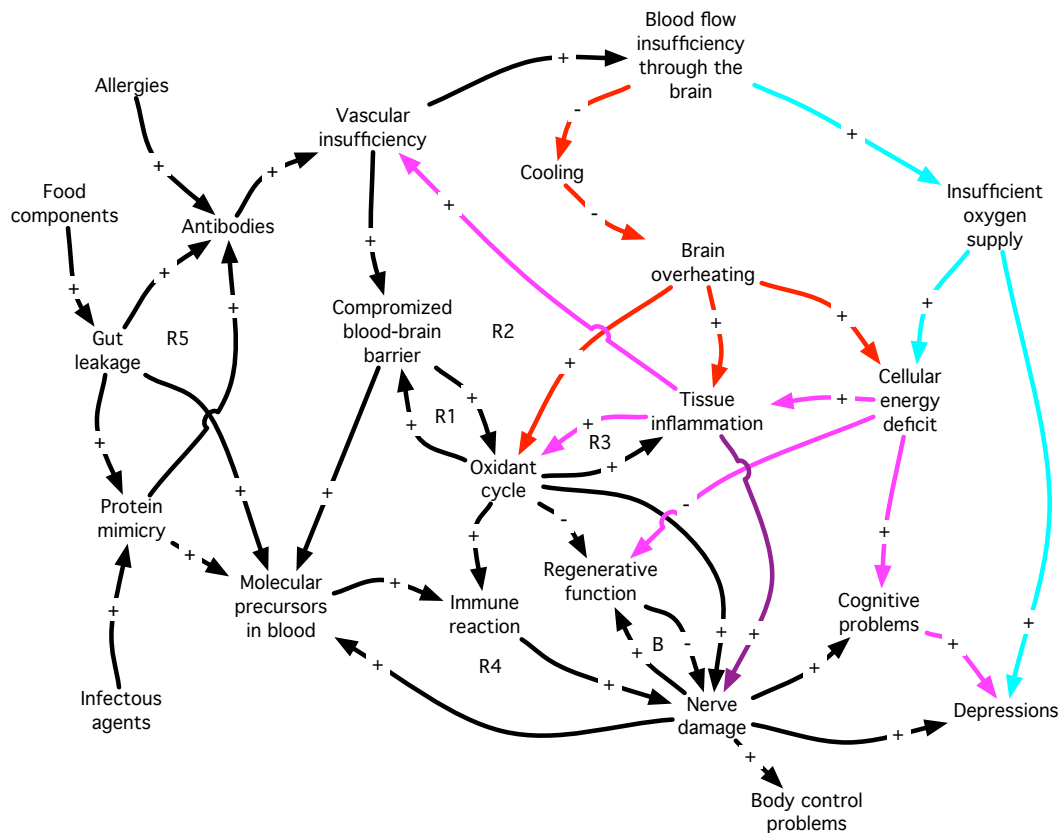 Blood flow
insufficiency
through the
brain
Allergies
Vascular
insufficiency
+
-
+
Cooling
+
+
Food
components
Antibodies
+
-
Insufficient
oxygen
supply
Brain
overheating
+
+
+
+
Compromized
blood-brain
barrier
R2
+
+
+
Gut
leakage
R5
+
Cellular
energy
deficit
+
R1
Tissue
inflammation
+
+
R3
+
+
+
Oxidant
cycle
+
+
+
-
Protein
mimicry
+
-
+
+
+
Molecular
precursors
in blood
+
Regenerative
function
Immune
reaction
Cognitive
problems
+
+
+
+
-
B
+
+
+
R4
+
+
Infectous
agents
+
Nerve
damage
Depressions
+
+
Body control
problems